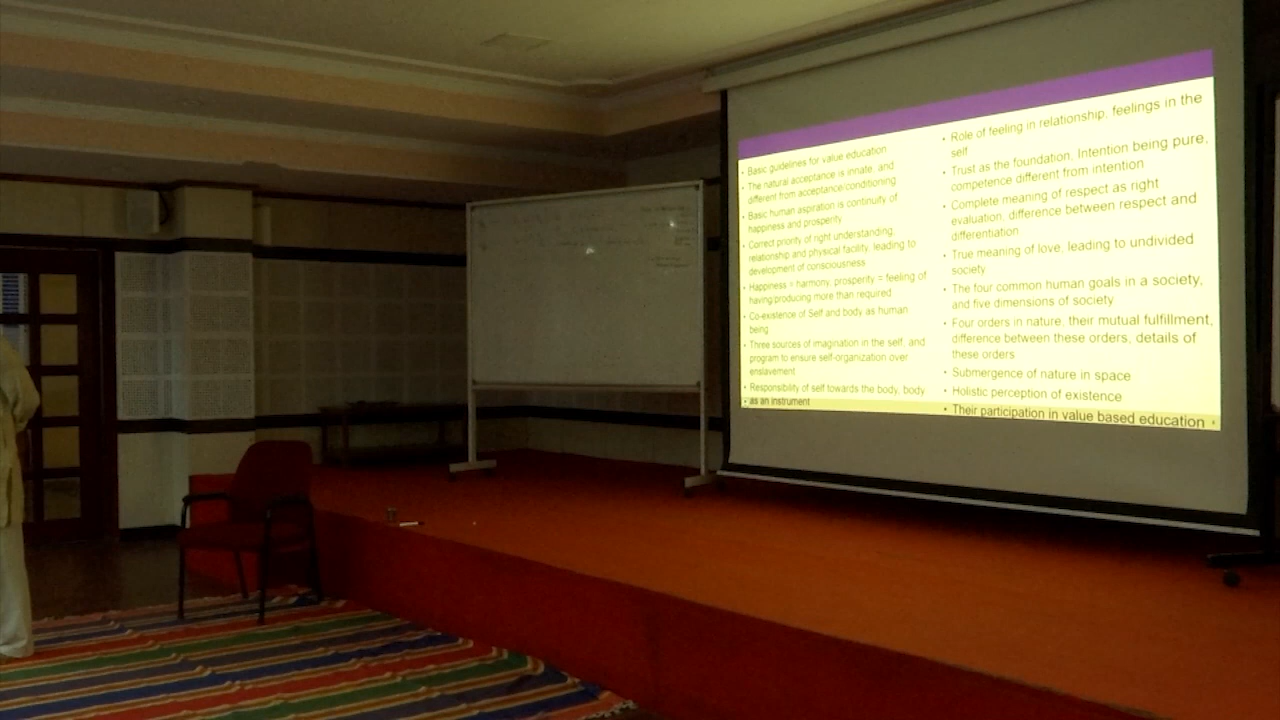 • Basic guidelines for value education
• The natural acceptance is innate, and
different from acceptance/conditioning
• Basic human aspiration is continuity of
happiness and prosperity
• Correct priority of right understanding,
relationship and physical facility, leading to
development of consciousness
• Happiness = harmony, prosperity = feeling of
having/producing more than required
• Co-existence of Self and body as human
being
• Three sources of imagination in the self, and
program to ensure self-organization over
enslavement
• Responsibility of self towards the body, body
as an instrument
• Role of feeling in relationship, feelings in the
self
• Trust as the foundation, Intention being pure,
competence different from intention
• Complete meaning of respect as right
evaluation, difference between respect and
differentiation
• True meaning of love, leading to undivided
society
• The four common human goals in a society,
and five dimensions of society
• Four orders in nature, their mutual fulfillment,
difference between these orders, details of
these orders
• Submergence of nature in space
• Holistic perception of existence
• Their participation in value based education